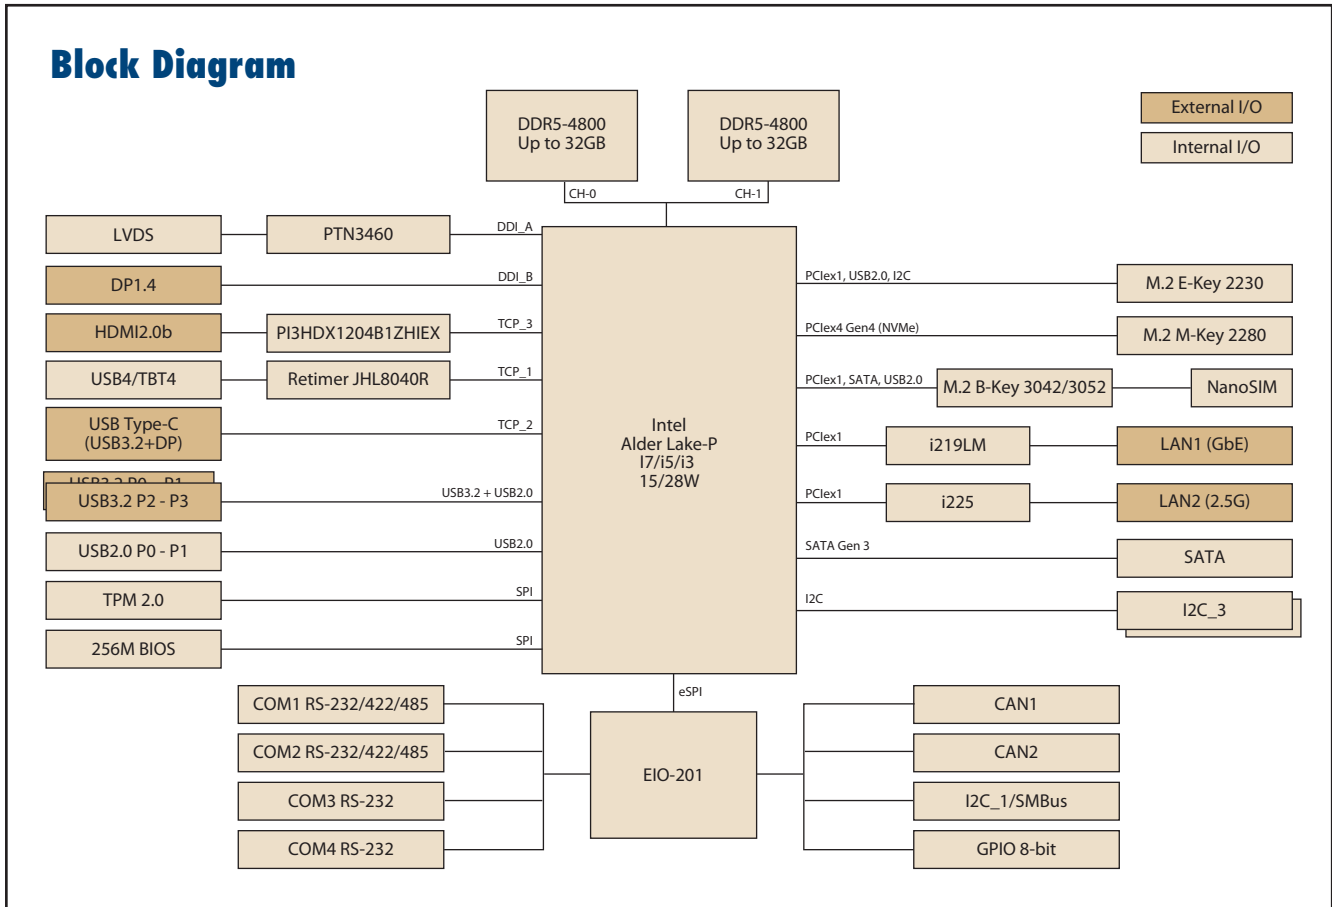 Block Diagram
DDR5-4800
Up to 32GB
DDR5-4800
Up to 32GB
External I/O
Internal I/O
CH-0
CH-1
LVDS
PTN3460
DDI_A
DP1.4
DDI_B
HDMI2.0b
PI3HDX1204B1ZHIEX
TCP_3
USB4/TBT4
Retimer JHL8040R
TCP_1
USB Type-C
(USB3.2+DP)
TCP_2
USB3.2 P0 - P1
USB3.2 P2 - P3
USB3.2 + USB2.0
USB2.0 P0 - P1
USB2.0
TPM 2.0
SPI
256M BIOS
SPI
Intel
Alder Lake-P
I7/i5/i3
15/28W
PCIex1, USB2.0, I2C
M.2 E-Key 2230
PCIex4 Gen4 (NVMe)
M.2 M-Key 2280
PCIex1, SATA, USB2.0
M.2 B-Key 3042/3052
NanoSIM
PCIex1
i219LM
LAN1 (GbE)
PCIex1
i225
LAN2 (2.5G)
SATA Gen 3
SATA
I2C
I2C_3
eSPI
COM1 RS-232/422/485
COM2 RS-232/422/485
COM3 RS-232
COM4 RS-232
EIO-201
CAN1
CAN2
I2C_1/SMBus
GPIO 8-bit